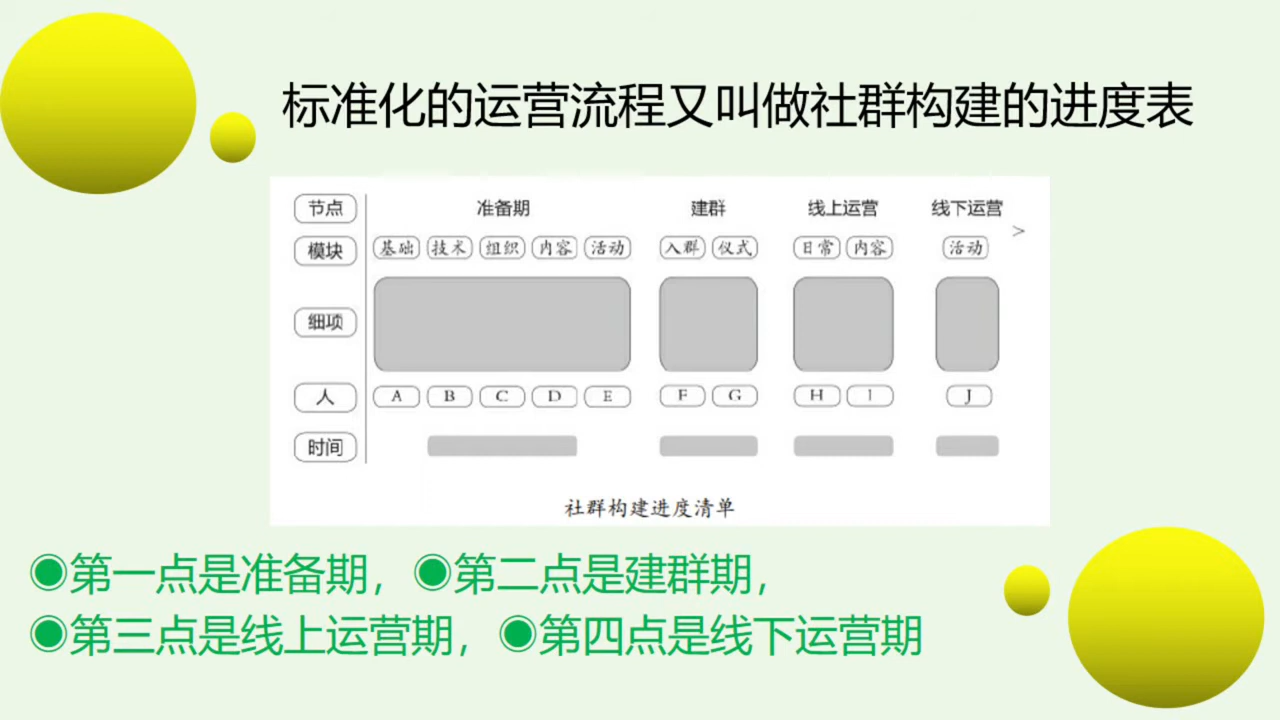 标准化的运营流程又叫做社群构建的进度表
节点 准备期 建群 线上运营 线下运营
>
模块 基础 技术 组织 内容 活动 入群 仪式 日常 内容 活动
细项
人 A B C D E F G H I J
时间
社群构建进度清单
◉第一点是准备期，◉第二点是建群期，
◉第三点是线上运营期，◉第四点是线下运营期